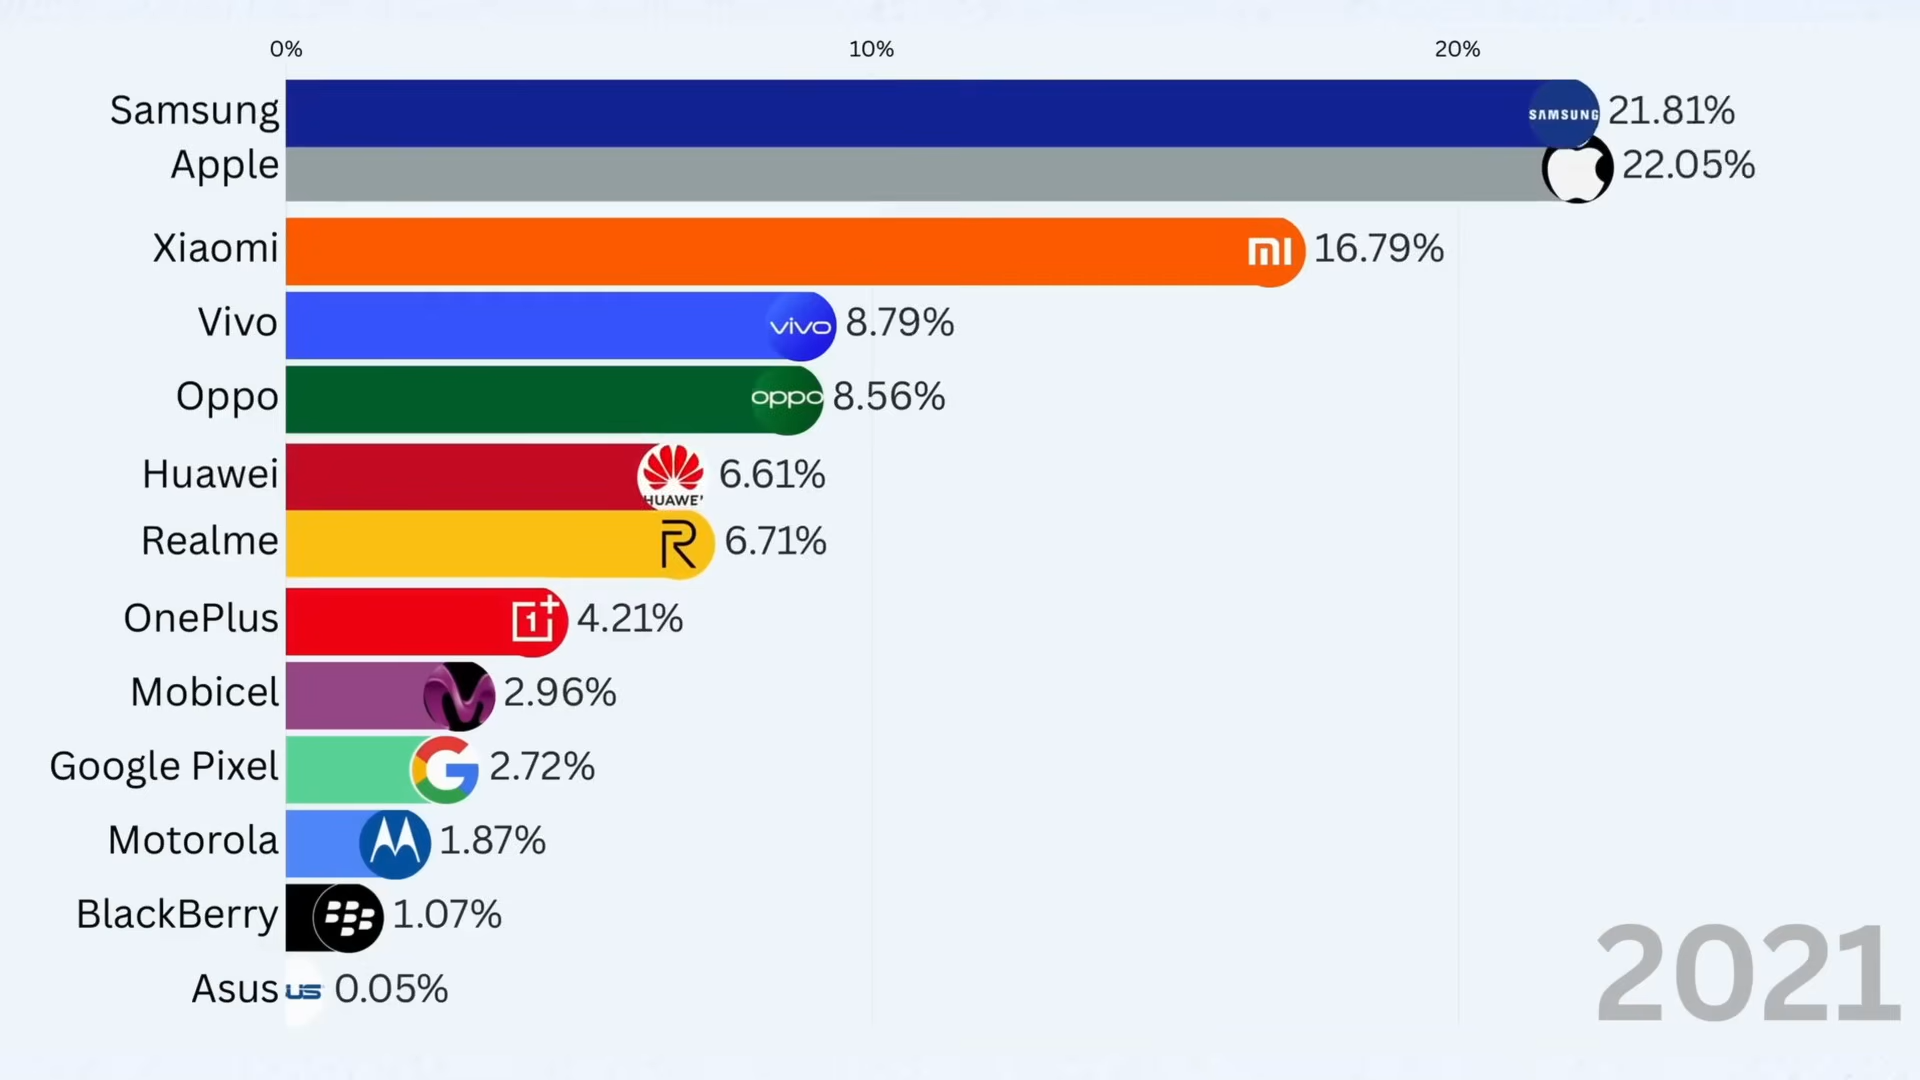 0% 10% 20%
Samsung SAMSUNG 21.81%
Apple 22.05%
Xiaomi mi 16.79%
Vivo vivo 8.79%
Oppo oppo 8.56%
Huawei HUAWE 6.61%
Realme R 6.71%
OnePlus 1+ 4.21%
Mobicel 2.96%
Google Pixel G 2.72%
Motorola 1.87%
BlackBerry 1.07%
Asus US 0.05%
2021